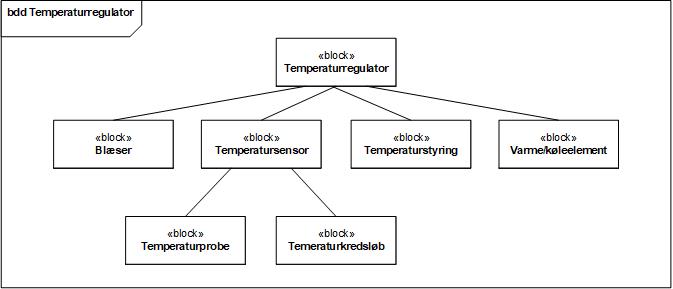 bdd Temperaturregulator
«block»
Temperaturregulator
«block»
Blæser
«block»
Temperatursensor
«block»
Temperaturstyring
«block»
Varme/køleelement
«block»
Temperaturprobe
«block»
Temeraturkredsløb